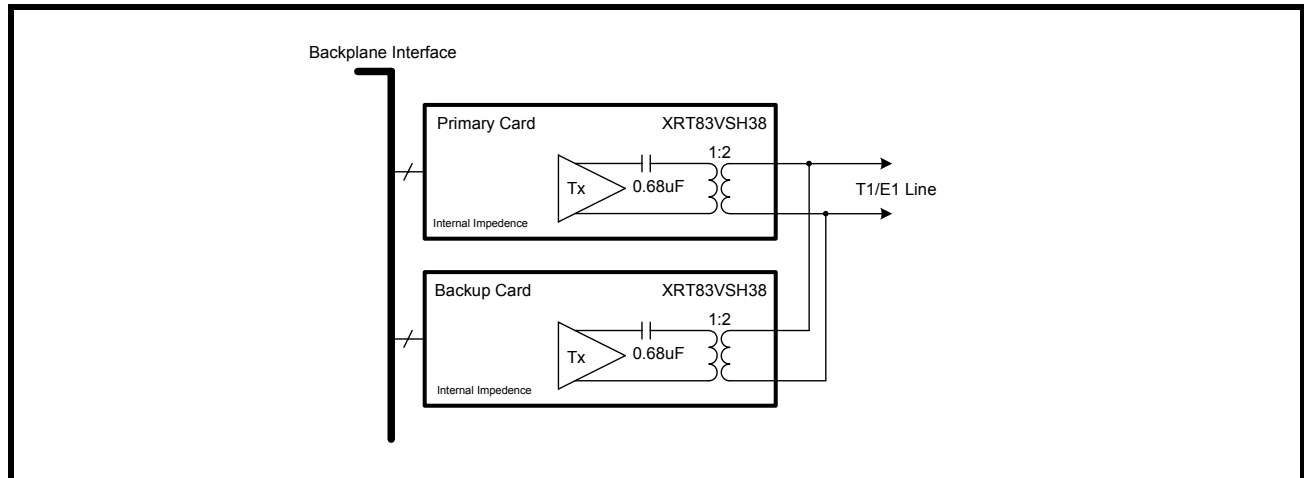 Backplane Interface
Primary Card
XRT83VSH38
1:2
Tx
0.68uF
T1/E1 Line
Internal Impedence
Backup Card
XRT83VSH38
1:2
Tx
0.68uF
Internal Impedence